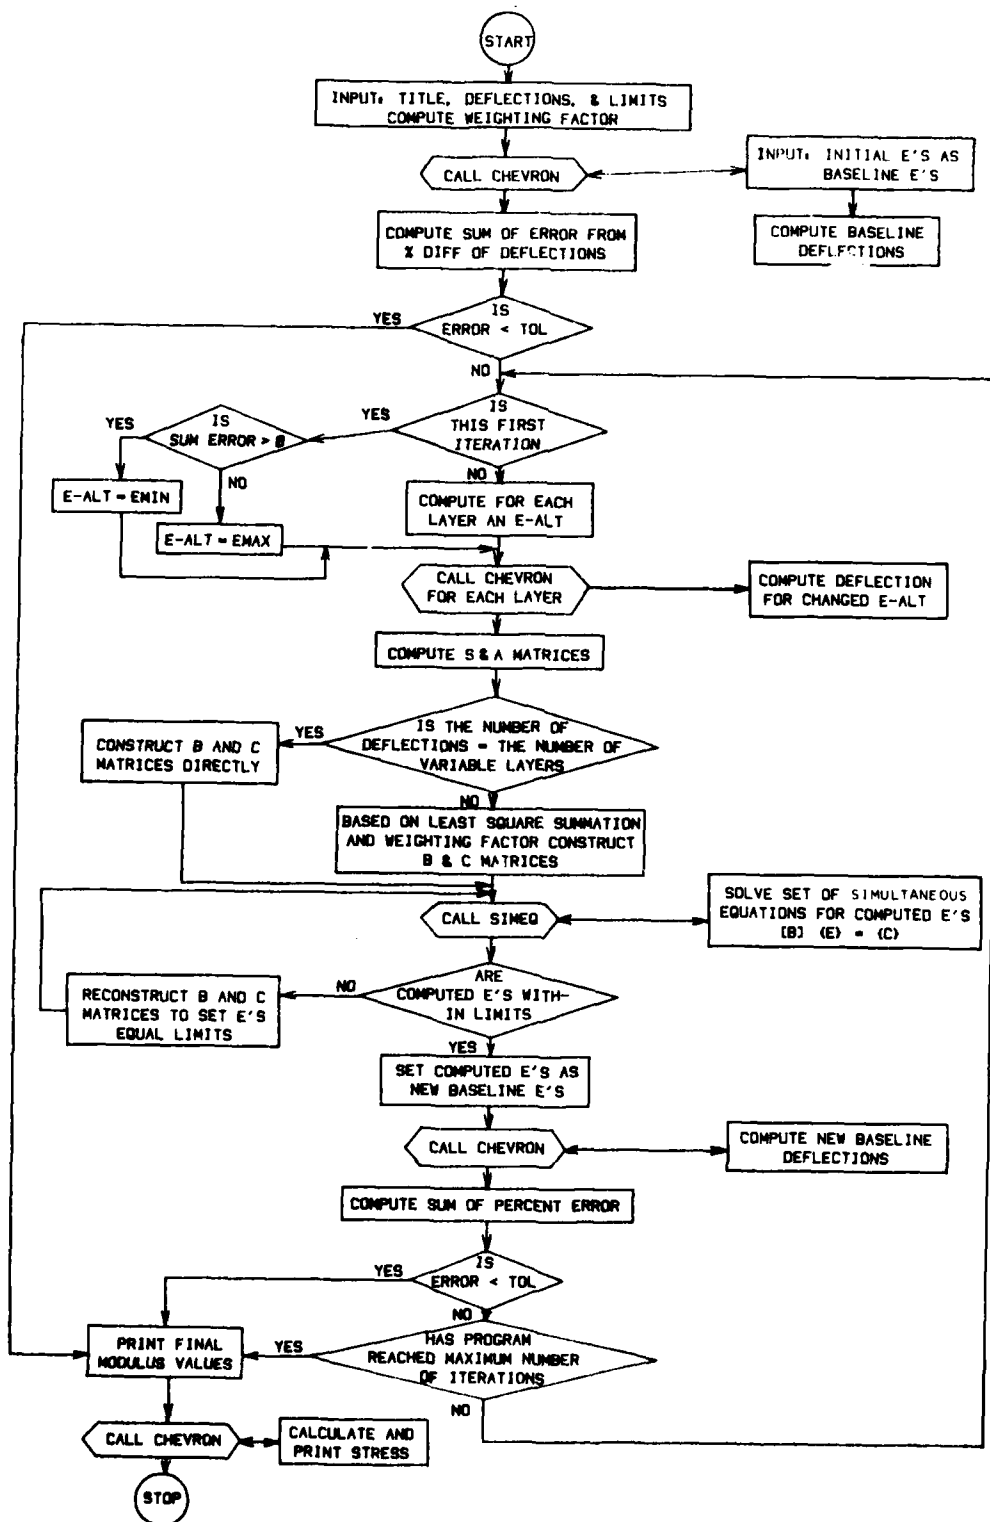 START
INPUT: TITLE, DEFLECTIONS, & LIMITS
COMPUTE WEIGHTING FACTOR
CALL CHEVRON
INPUT: INITIAL E'S AS
BASELINE E'S
COMPUTE BASELINE
DEFLECTIONS
COMPUTE SUM OF ERROR FROM
% DIFF OF DEFLECTIONS
IS
ERROR < TOL
YES
NO
IS
THIS FIRST
ITERATION
YES
NO
IS
SUM ERROR >
YES
NO
E-ALT = EMIN
E-ALT = EMAX
COMPUTE FOR EACH
LAYER AN E-ALT
CALL CHEVRON
FOR EACH LAYER
COMPUTE DEFLECTION
FOR CHANGED E-ALT
COMPUTE S & A MATRICES
IS THE NUMBER OF
DEFLECTIONS = THE NUMBER OF
VARIABLE LAYERS
YES
NO
CONSTRUCT B AND C
MATRICES DIRECTLY
BASED ON LEAST SQUARE SUMMATION
AND WEIGHTING FACTOR CONSTRUCT
B & C MATRICES
CALL SIMEQ
SOLVE SET OF SIMULTANEOUS
EQUATIONS FOR COMPUTED E'S
[B] {E} = {C}
ARE
COMPUTED E'S WITH-
IN LIMITS
NO
YES
RECONSTRUCT B AND C
MATRICES TO SET E'S
EQUAL LIMITS
SET COMPUTED E'S AS
NEW BASELINE E'S
CALL CHEVRON
COMPUTE NEW BASELINE
DEFLECTIONS
COMPUTE SUM OF PERCENT ERROR
IS
ERROR < TOL
YES
NO
HAS PROGRAM
REACHED MAXIMUM NUMBER
OF ITERATIONS
YES
NO
PRINT FINAL
MODULUS VALUES
CALL CHEVRON
CALCULATE AND
PRINT STRESS
STOP